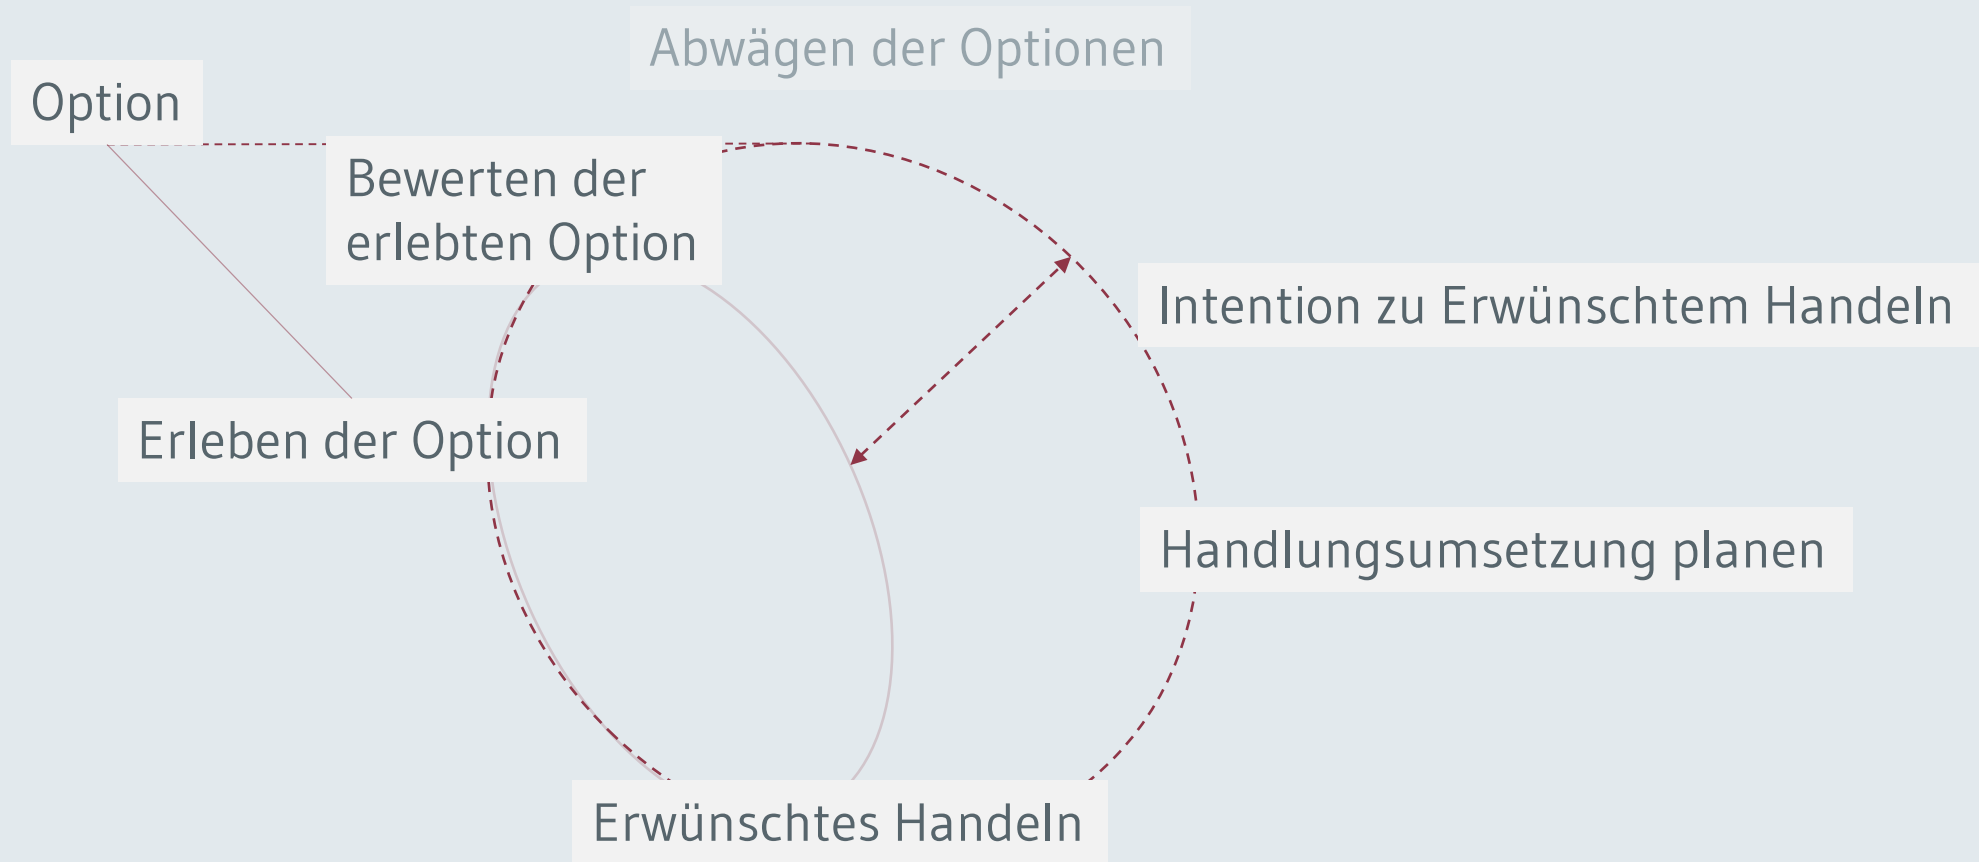 Abwägen der Optionen
Option
Bewerten der
erlebten Option
Intention zu Erwünschtem Handeln
Erleben der Option
Handlungsumsetzung planen
Erwünschtes Handeln